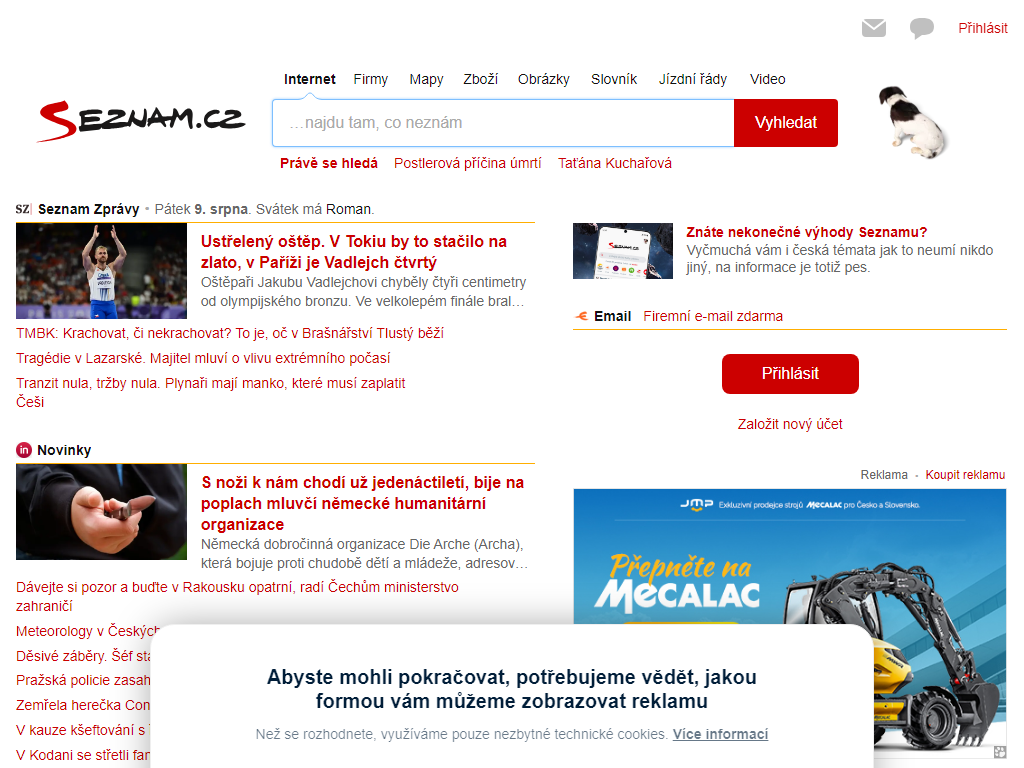 Přihlásit
Internet Firmy Mapy Zboží Obrázky Slovník Jízdní řády Video
Seznam.cz
...najdu tam, co neznám
Vyhledat
Právě se hledá Postlerová příčina úmrtí Taťána Kuchařová
SZ Seznam Zprávy • Pátek 9. srpna. Svátek má Roman.
Ustřelený oštěp. V Tokiu by to stačilo na
zlato, v Paříži je Vadlejch čtvrtý
Oštěpaři Jakubu Vadlejchovi chyběly čtyři centimetry
od olympijského bronzu. Ve velkolepém finále bral…
TMBK: Krachovat, či nekrachovat? To je, oč v Brašnářství Tlustý běží
Tragédie v Lazarské. Majitel mluví o vlivu extrémního počasí
Tranzit nula, tržby nula. Plynaři mají manko, které musí zaplatit
Češi
Novinky
S noži k nám chodí už jedenáctiletí, bije na
poplach mluvčí německé humanitární
organizace
Německá dobročinná organizace Die Arche (Archa),
která bojuje proti chudobě dětí a mládeže, adresov…
Dávejte si pozor a buďte v Rakousku opatrní, radí Čechům ministerstvo
zahraničí
Meteorology v Českých
Děsivé záběry. Šéf
Pražská policie zasah
Zemřela herečka Con
V kauze kšeftování s
V Kodani se střetli fan
Znáte nekonečné výhody Seznamu?
Vyčmuchá vám i česká témata jak to neumí nikdo
jiný, na informace je totiž pes.
Email Firemní e-mail zdarma
Přihlásit
Založit nový účet
Reklama - Koupit reklamu
JMP Exkluzivní prodejce strojů MECALAC pro Česko a Slovensko.
Přepněte na
MECALAC
Abyste mohli pokračovat, potřebujeme vědět, jakou
formou vám můžeme zobrazovat reklamu
Než se rozhodnete, využíváme pouze nezbytné technické cookies. Více informací